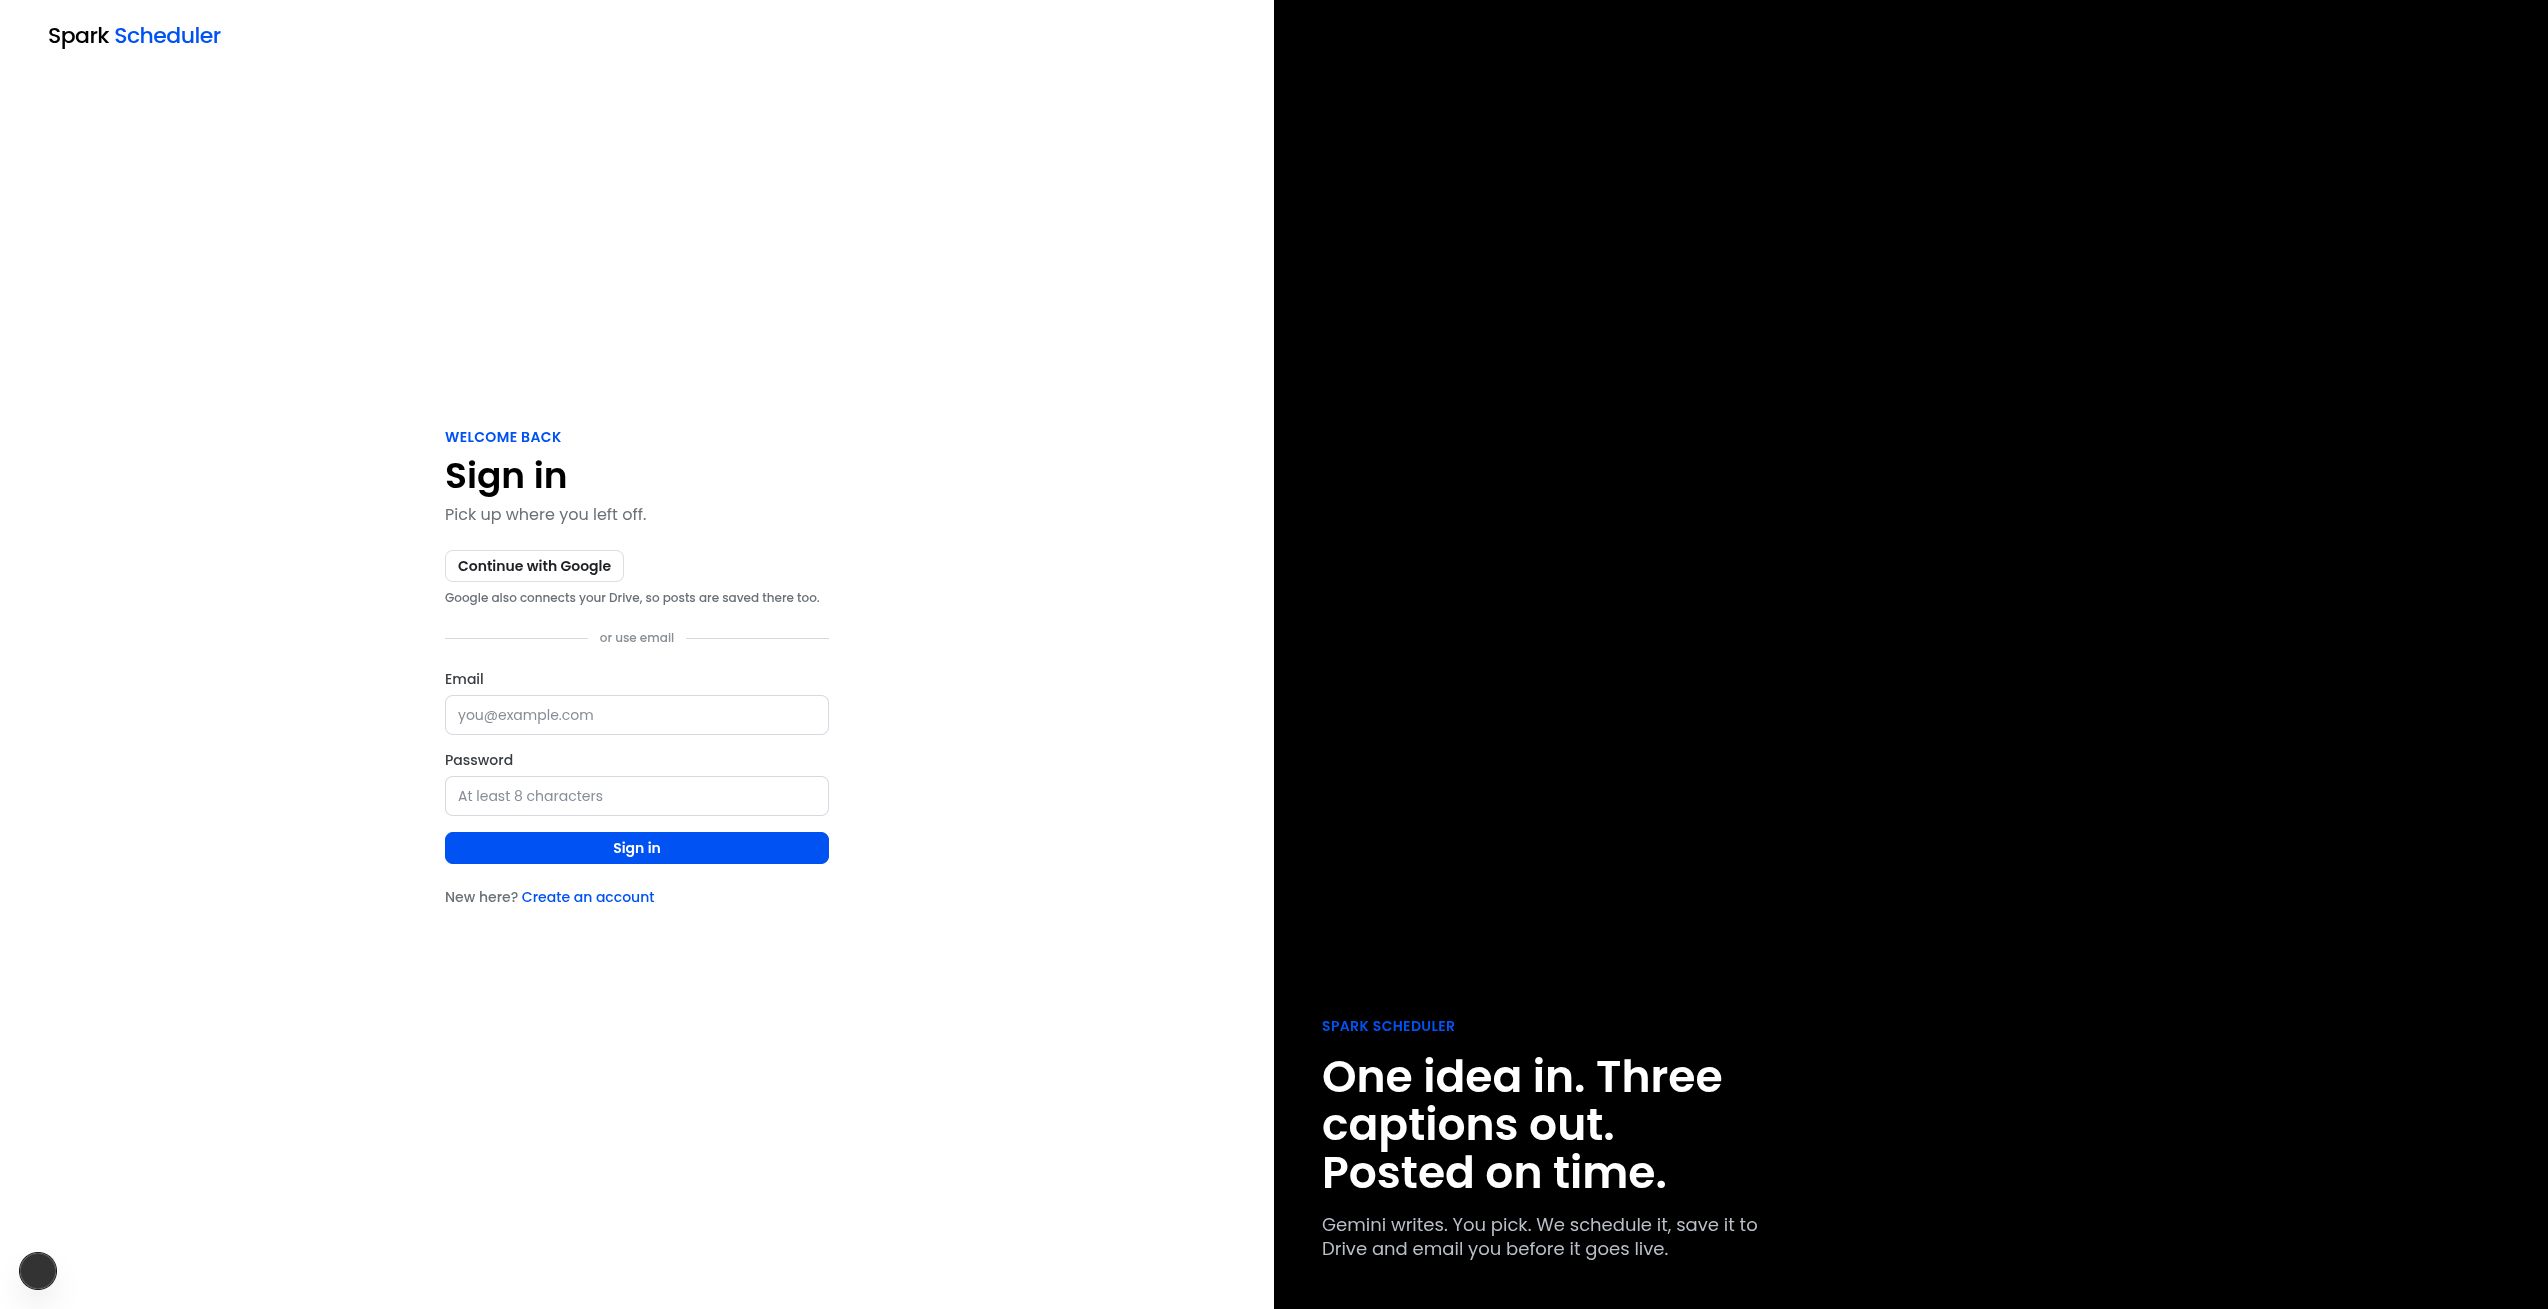 Spark Scheduler
WELCOME BACK
Sign in
Pick up where you left off.
Continue with Google
Google also connects your Drive, so posts are saved there too.
or use email
Email
you@example.com
Password
At least 8 characters
Sign in
New here? Create an account
SPARK SCHEDULER
One idea in. Three
captions out.
Posted on time.
Gemini writes. You pick. We schedule it, save it to
Drive and email you before it goes live.